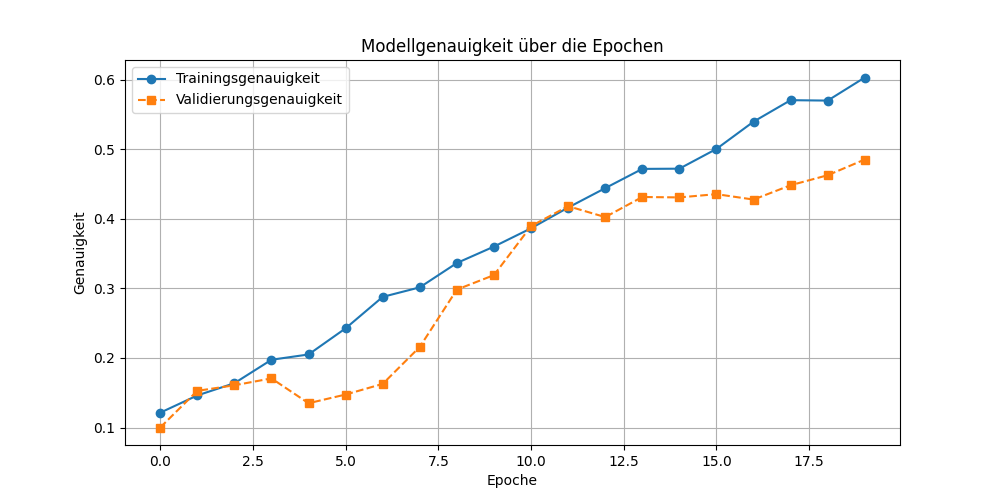 Modellgenauigkeit über die Epochen
Trainingsgenauigkeit
Validierungsgenauigkeit
Genauigkeit
0.6
0.5
0.4
0.3
0.2
0.1
0.0 2.5 5.0 7.5 10.0 12.5 15.0 17.5
Epoche